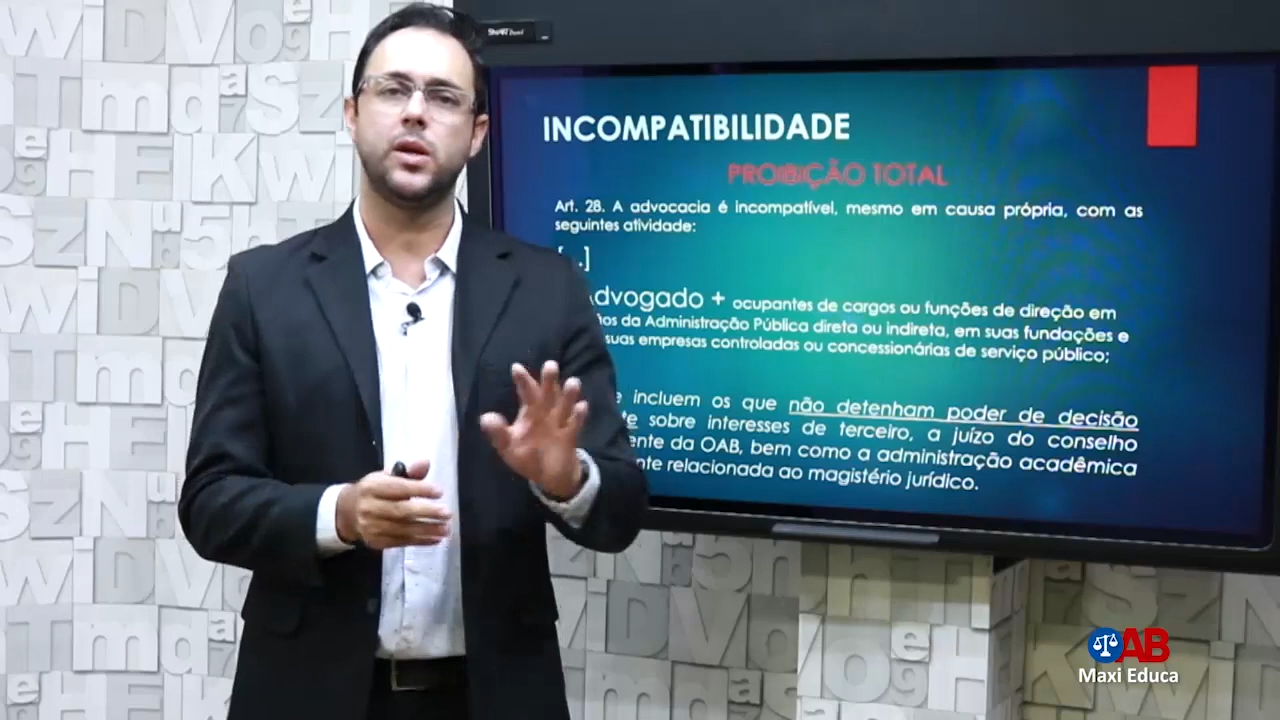 INCOMPATIBILIDADE
PROIBIÇÃO TOTAL
Art. 28. A advocacia é incompatível, mesmo em causa própria, com as
seguintes atividade:
[...]
Advogado + ocupantes de cargos ou funções de direção em
da Administração Pública direta ou indireta, em suas fundações e
suas empresas controladas ou concessionárias de serviço público;
incluem os que não detenham poder de decisão
sobre interesses de terceiro, a juízo do conselho
da OAB, bem como a administração acadêmica
relacionada ao magistério jurídico.
OAB
Maxi Educa